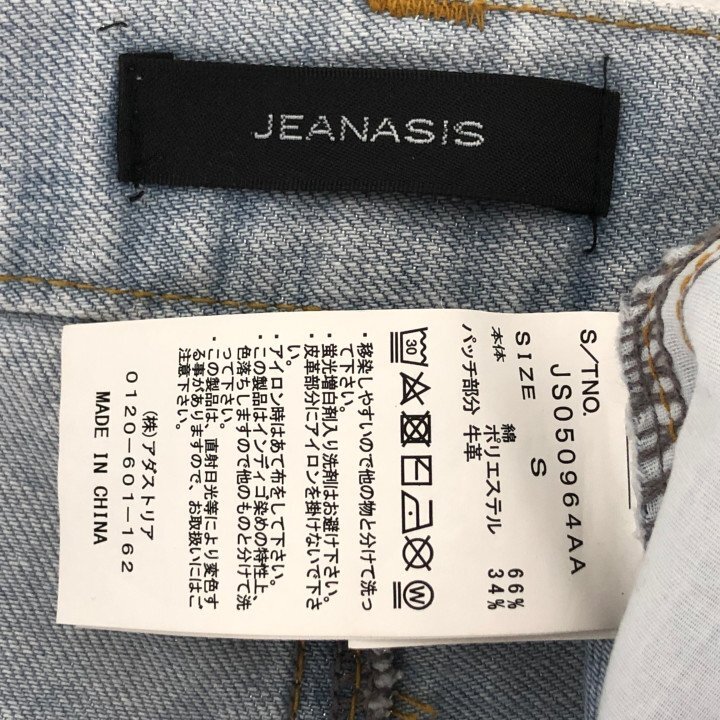 JEANASIS
S/TNO.
JS050964AA
SIZE S
本体 綿 66%
ポリエステル 34%
パッチ部分 牛革
30
W
・移染しやすいので他の物と分けて洗っ
て下さい。
・蛍光増白剤入り洗剤はお避け下さい。
・皮革部分にアイロンを掛けないで下さ
い。
・アイロン時はあて布をして下さい。
・この製品はインディゴ染めの特性上、
色落ちしますので他のものと分けて洗
って下さい。
・この製品は、直射日光等により変色す
る事がありますので、お取扱いにはご
注意下さい。
(株)アダストリア
0120-601-162
MADE IN CHINA